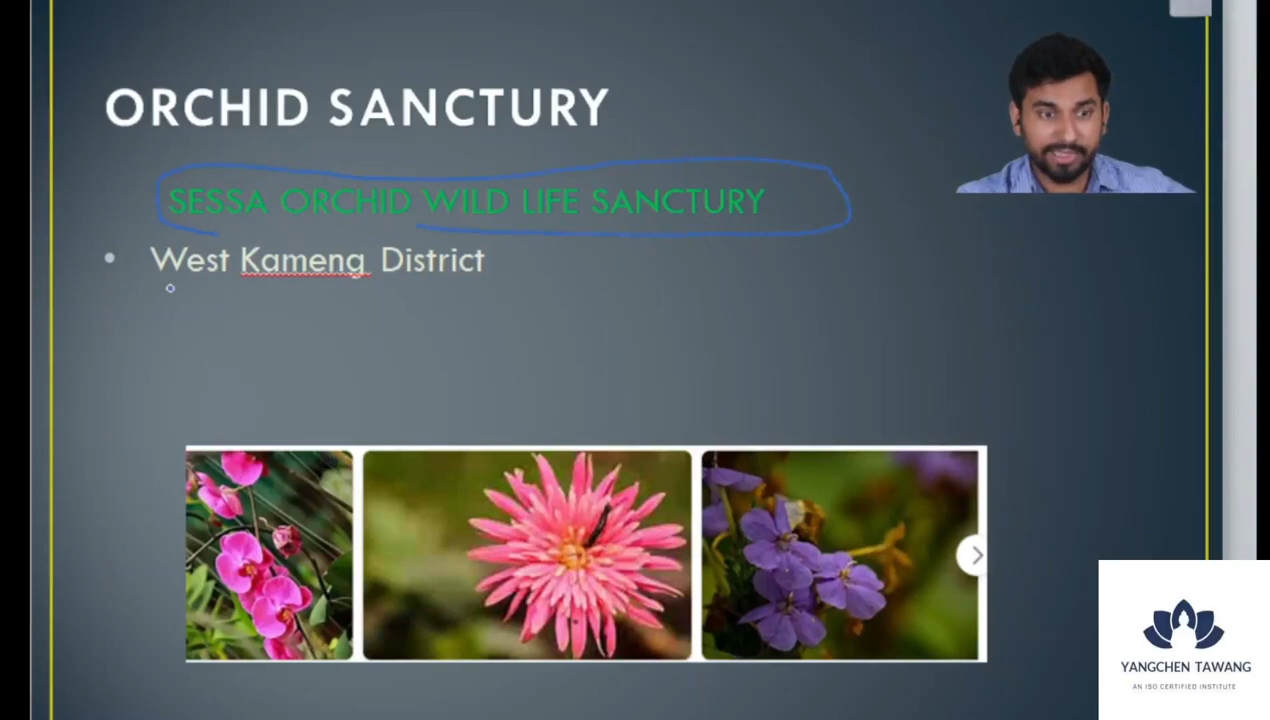 ORCHID SANCTURY
SESSA ORCHID WILD LIFE SANCTURY
• West Kameng District
YANGCHEN TAWANG
AN ISO CERTIFIED INSTITUTE